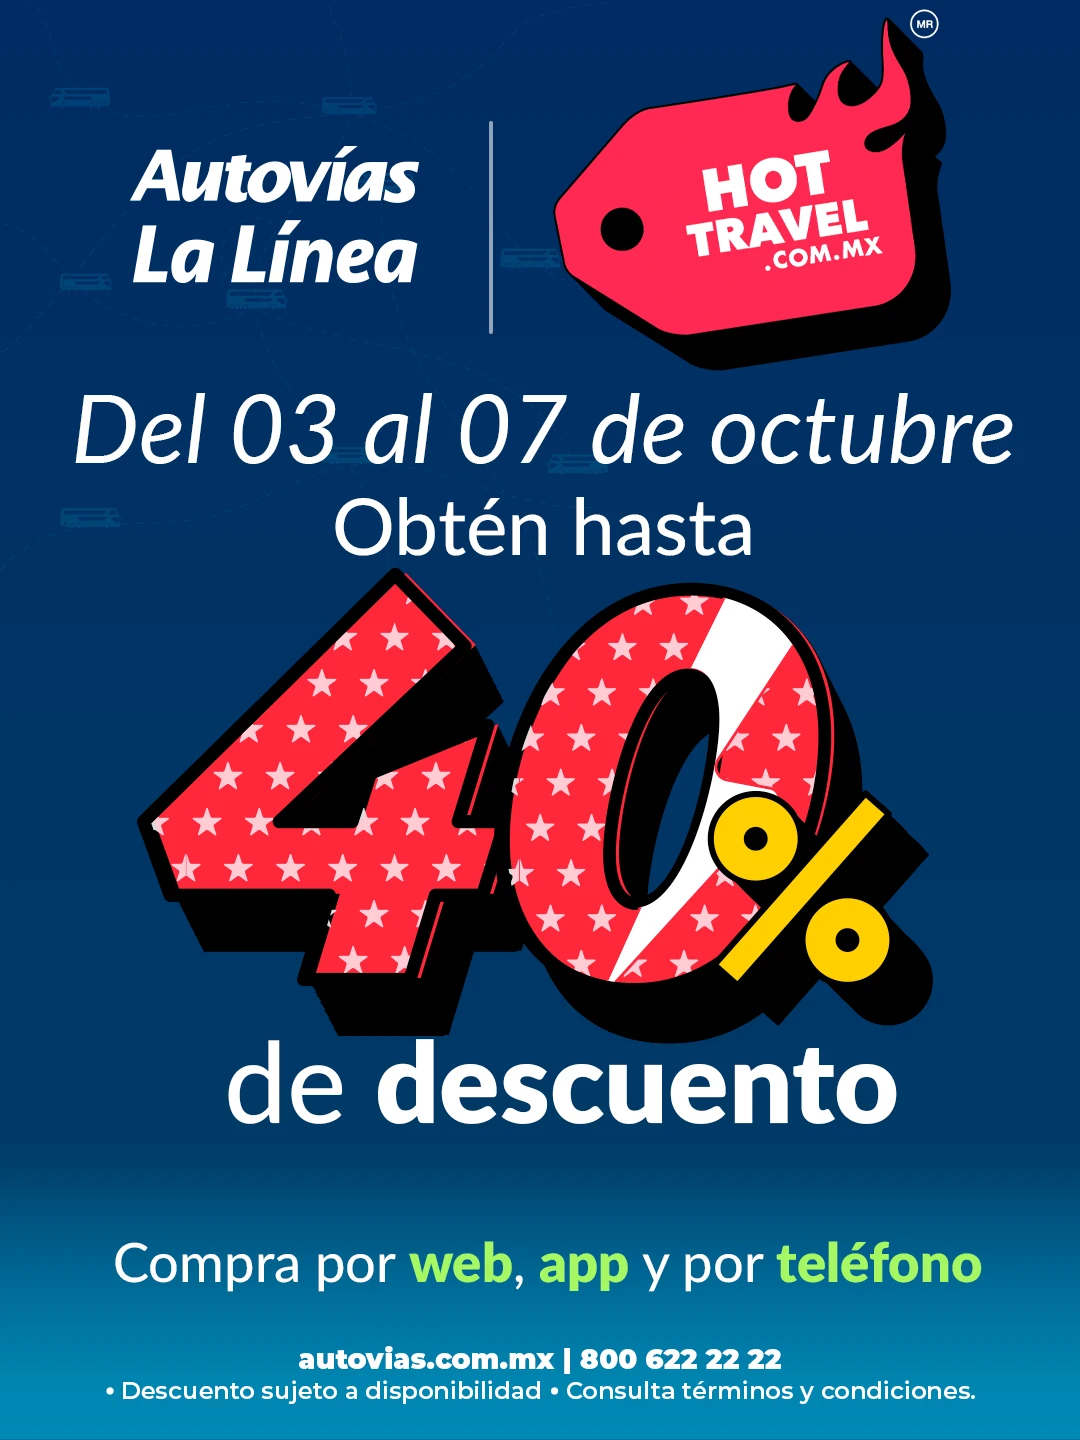 Autovías
La Línea
MR
HOT
TRAVEL
.COM.MX
Del 03 al 07 de octubre
Obtén hasta
40%
de descuento
Compra por web, app y por teléfono
autovias.com.mx | 800 622 22 22
• Descuento sujeto a disponibilidad • Consulta términos y condiciones.